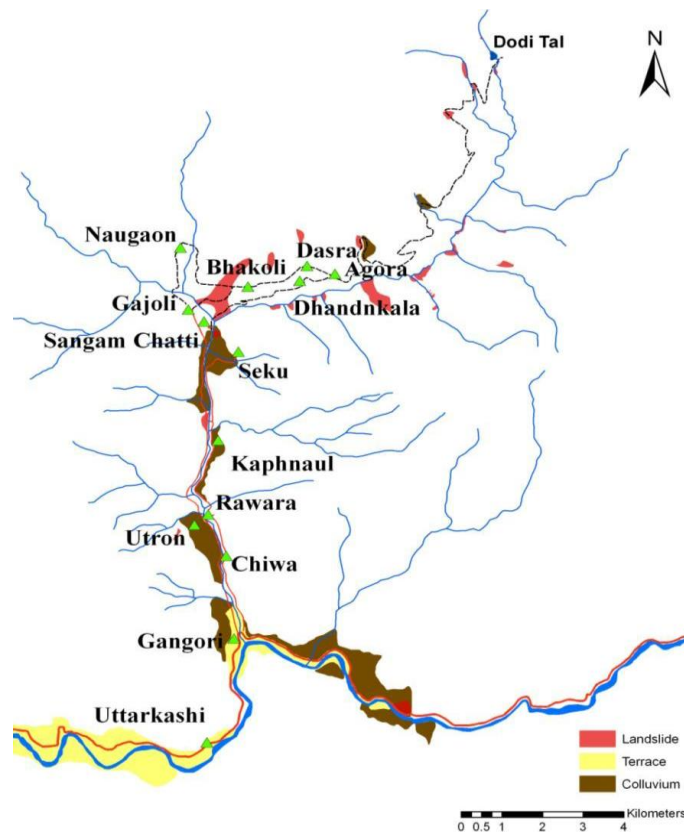 Dodi Tal
N
Naugaon
Bhakoli
Dasra
Agora
Gajoli
Dhandnkala
Sangam Chatti
Seku
Kaphnaul
Rawara
Utron
Chiwa
Gangori
Uttarkashi
Landslide
Terrace
Colluvium
Kilometers
0 0.5 1 2 3 4